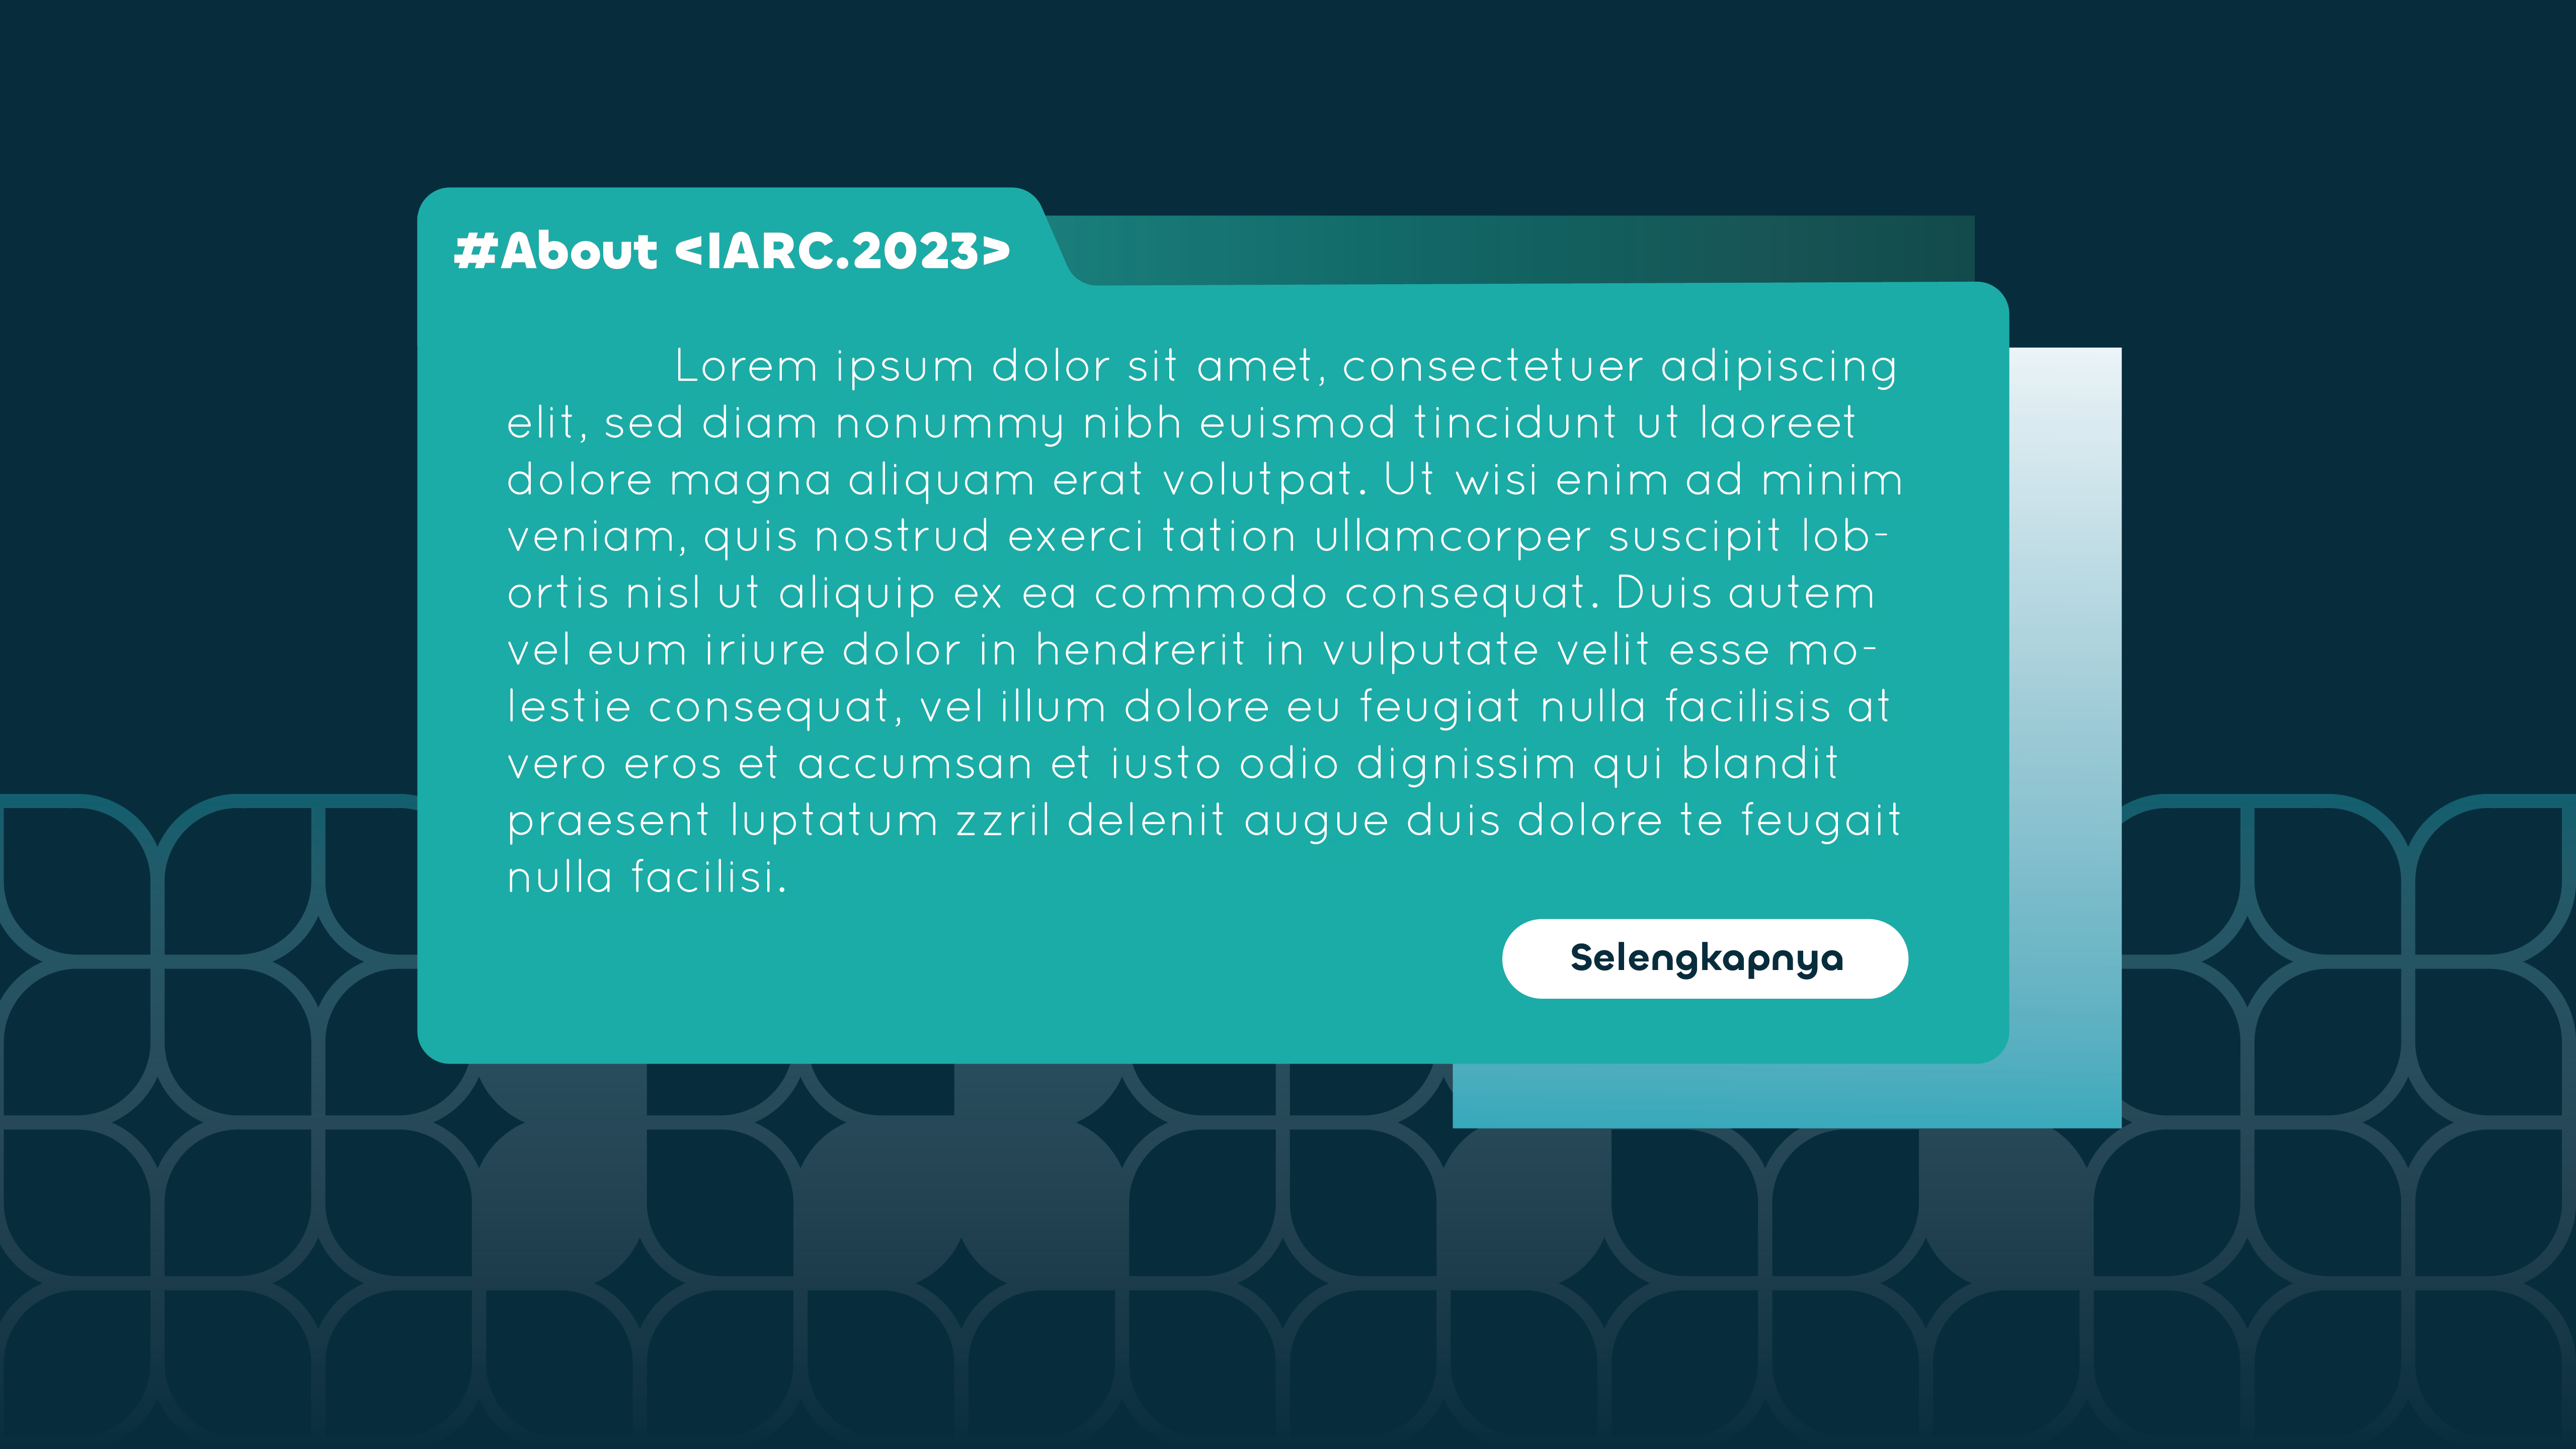 #About <IARC.2023>
Lorem ipsum dolor sit amet, consectetuer adipiscing
elit, sed diam nonummy nibh euismod tincidunt ut laoreet
dolore magna aliquam erat volutpat. Ut wisi enim ad minim
veniam, quis nostrud exerci tation ullamcorper suscipit lob-
ortis nisl ut aliquip ex ea commodo consequat. Duis autem
vel eum iriure dolor in hendrerit in vulputate velit esse mo-
lestie consequat, vel illum dolore eu feugiat nulla facilisis at
vero eros et accumsan et iusto odio dignissim qui blandit
praesent luptatum zzril delenit augue duis dolore te feugait
nulla facilisi.
Selengkapnya